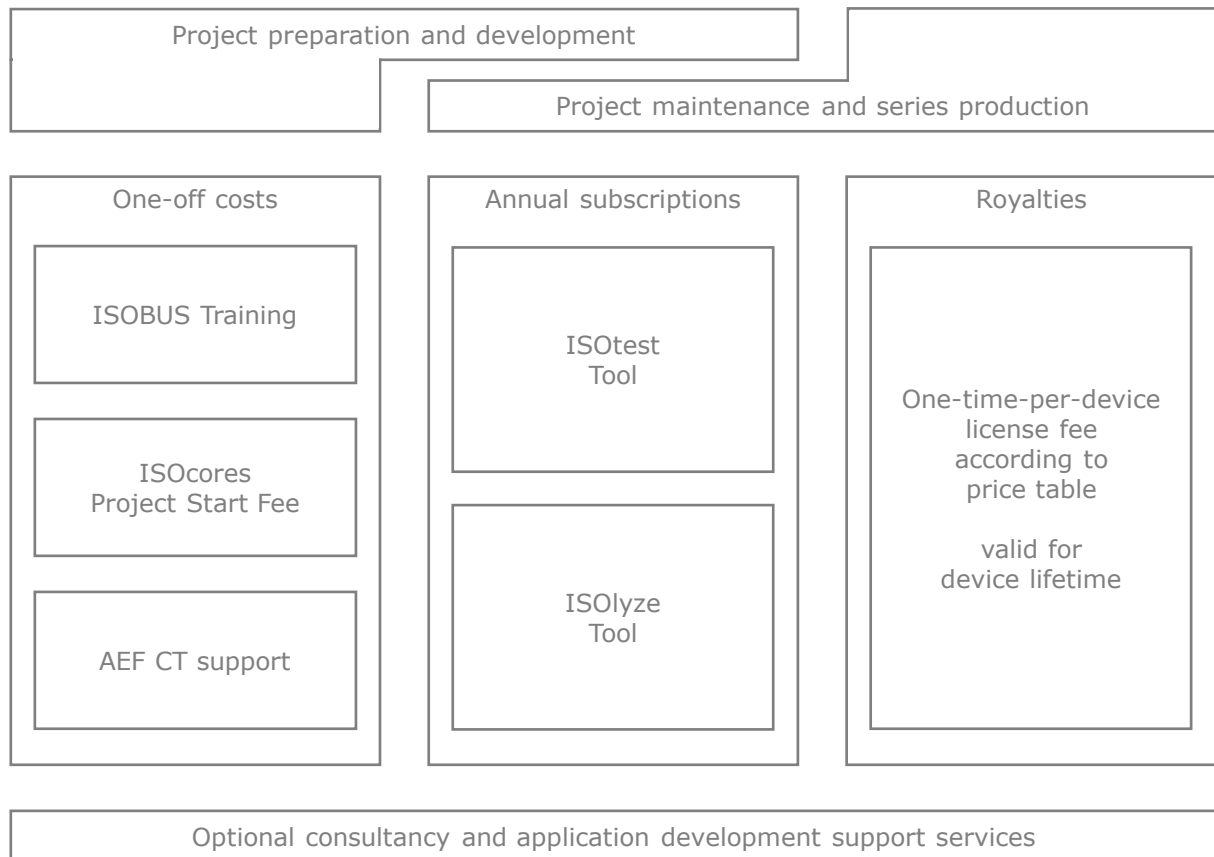 Project preparation and development
Project maintenance and series production
One-off costs
ISOBUS Training
ISOcores
Project Start Fee
AEF CT support
Annual subscriptions
ISOtest
Tool
ISOlyze
Tool
Royalties
One-time-per-device
license fee
according to
price table
valid for
device lifetime
Optional consultancy and application development support services